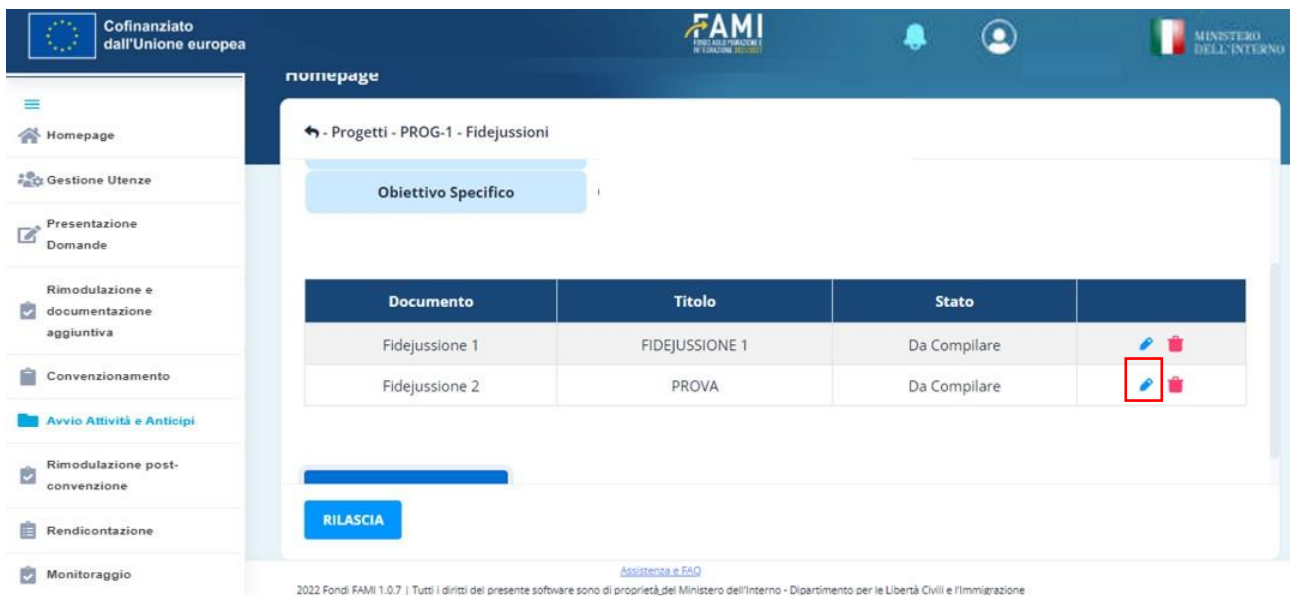 Cofinanziato
dall'Unione europea
FAMI
MINISTERO
DELL'INTERNO
Homepage
Homepage
- Progetti - PROG-1 - Fidejussioni
Gestione Utenze
Obiettivo Specifico
Presentazione
Domande
Rimodulazione e
documentazione
aggiuntiva
Documento Titolo Stato
Fidejussione 1 FIDEJUSSIONE 1 Da Compilare
Convenzionamento
Fidejussione 2 PROVA Da Compilare
Avvio Attività e Anticipi
Rimodulazione post-
convenzione
RILASCIA
Rendicontazione
Monitoraggio
Assistenza e FAQ
2022 Fondi FAMI 1.0.7 | Tutti i diritti del presente software sono di proprietà del Ministero dell'Interno - Dipartimento per le Libertà Civili e l'Immigrazione